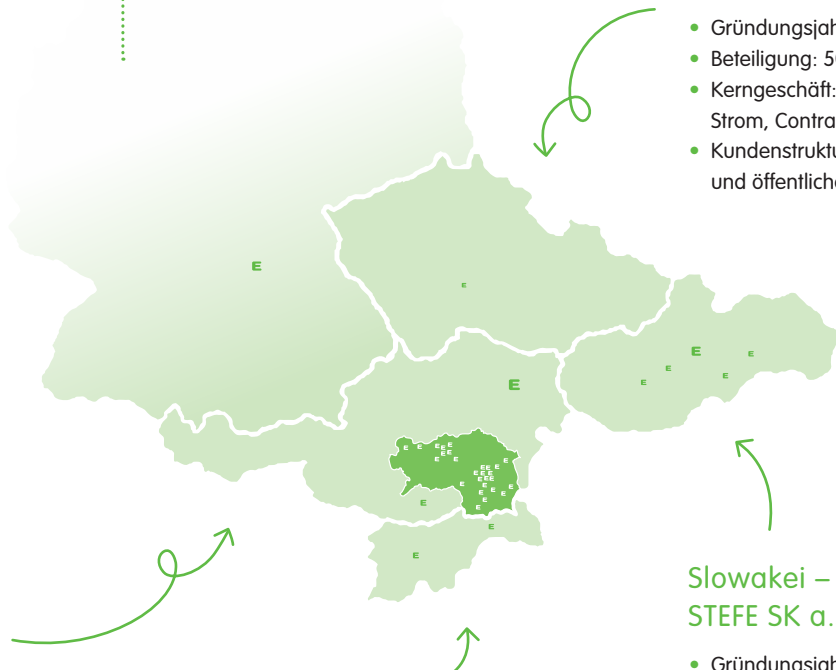 • Gründungsjah
• Beteiligung: 5
• Kerngeschäft:
Strom, Contra
• Kundenstruktu
und öffentliche
Slowakei –
STEFE SK a.
• Gründungsjah